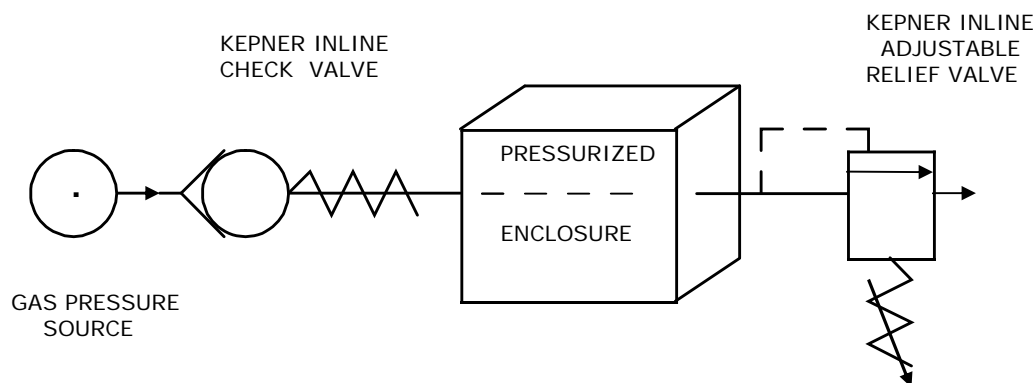 KEPNER INLINE
CHECK VALVE
KEPNER INLINE
ADJUSTABLE
RELIEF VALVE
PRESSURIZED
ENCLOSURE
GAS PRESSURE
SOURCE